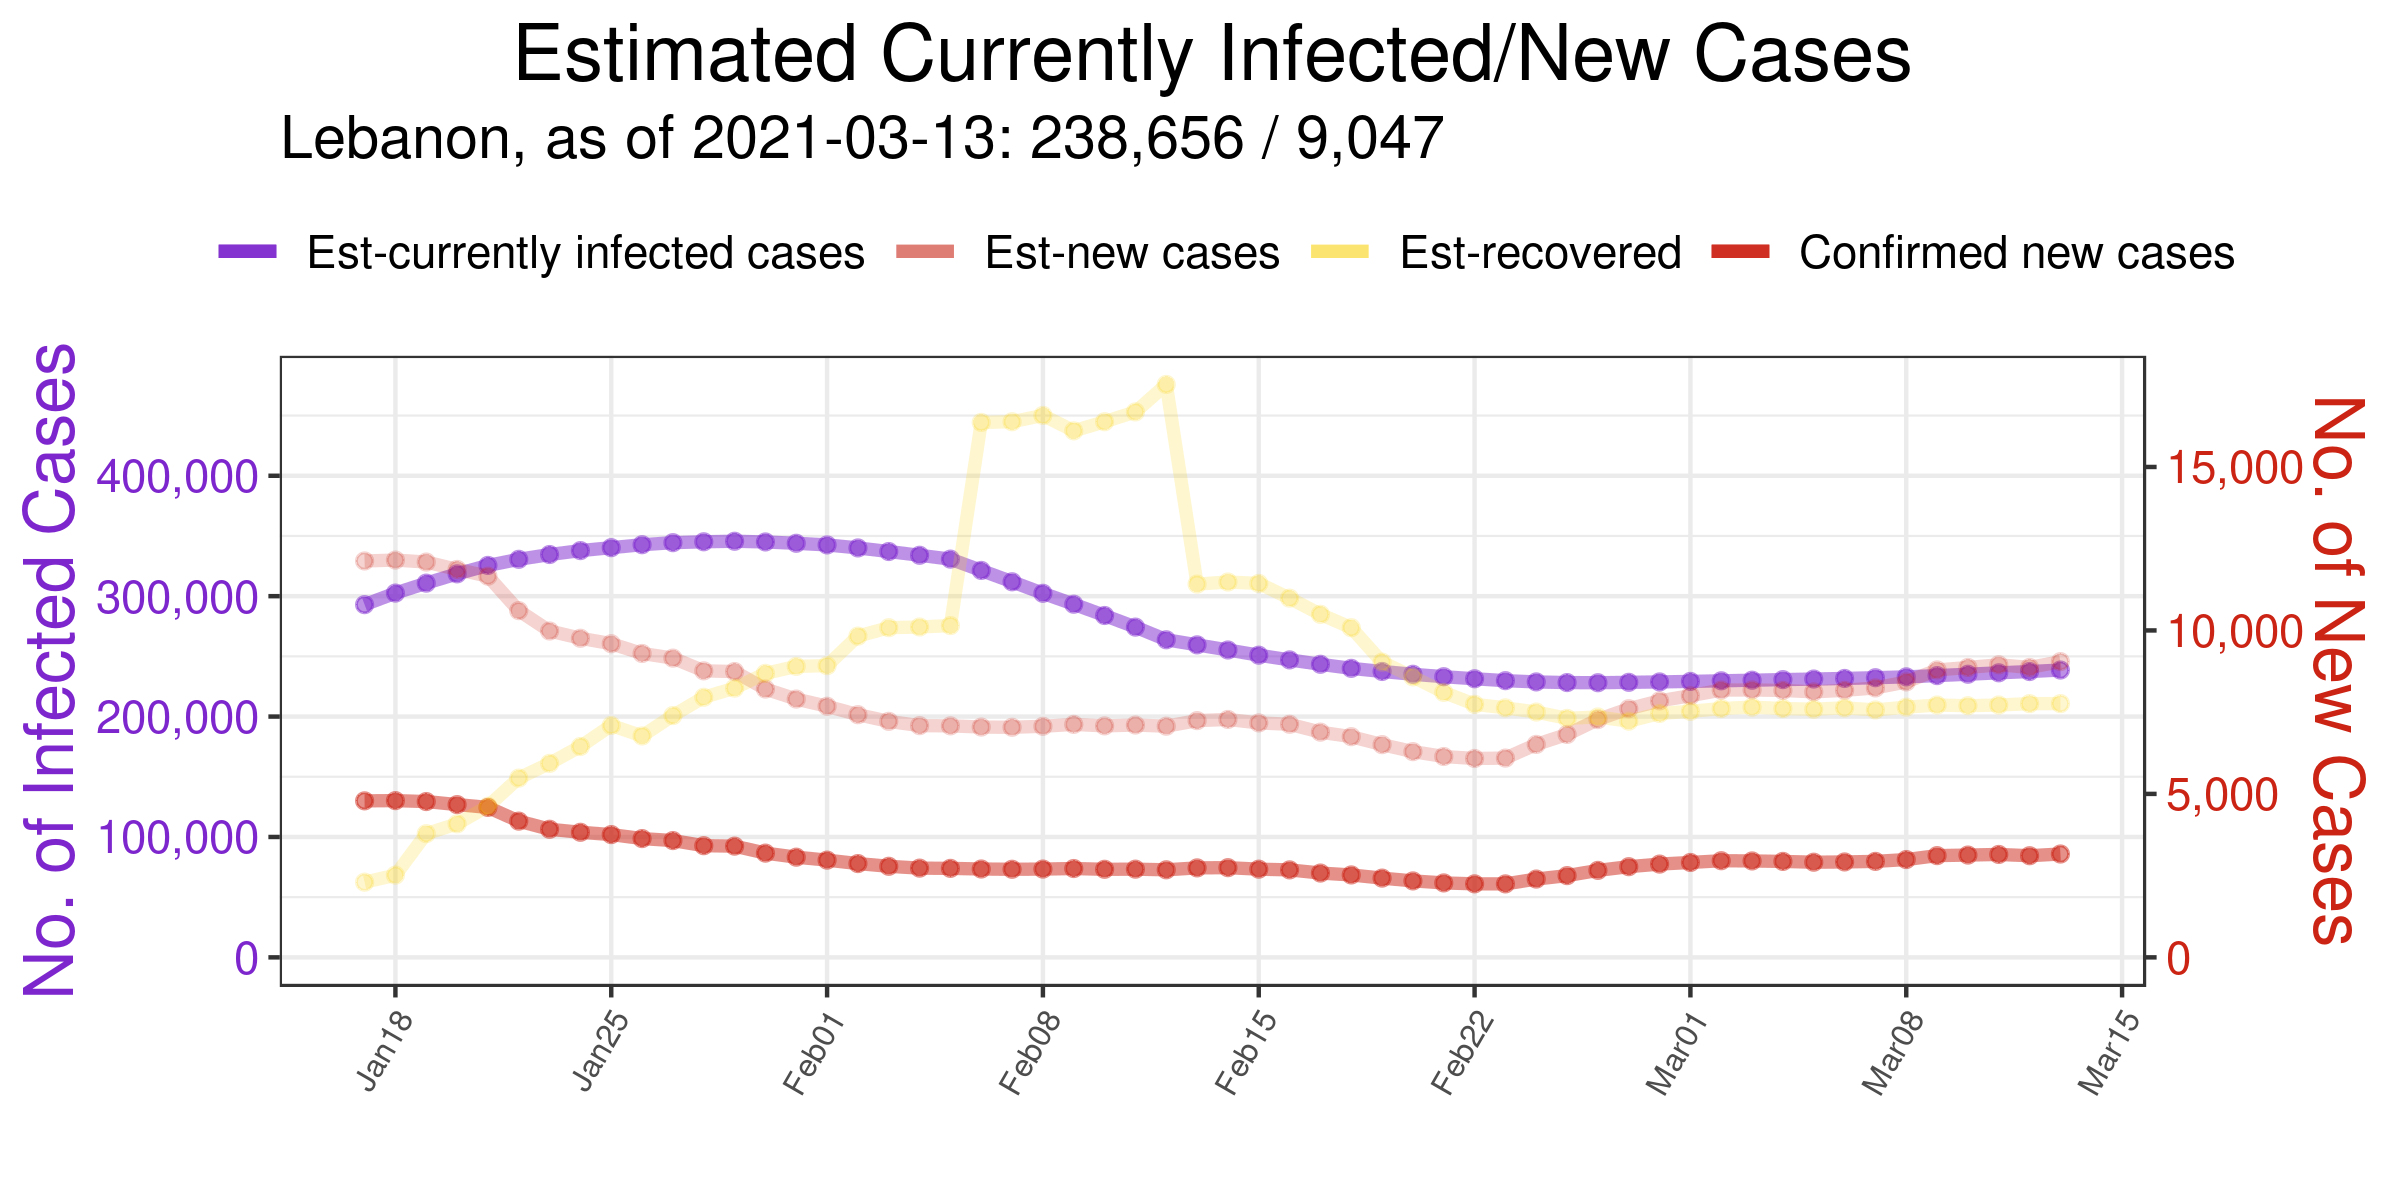 Estimated Currently Infected/New Cases
Lebanon, as of 2021-03-13: 238,656 / 9,047
Est-currently infected cases Est-new cases Est-recovered Confirmed new cases
No. of Infected Cases
400,000
300,000
200,000
100,000
0
15,000
10,000
5,000
0
No. of New Cases
Jan18 Jan25 Feb01 Feb08 Feb15 Feb22 Mar01 Mar08 Mar15